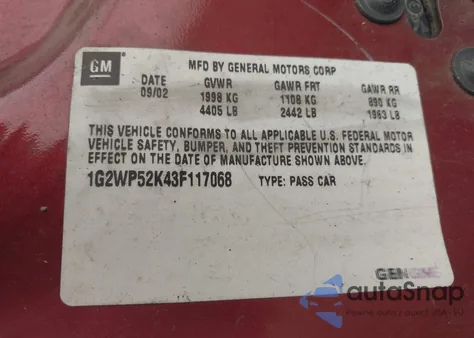 GM
MFD BY GENERAL MOTORS CORP
DATE GVWR GAWR FRT GAWR RR
09/02 1998 KG 1108 KG 890 KG
4405 LB 2442 LB 1963 LB
THIS VEHICLE CONFORMS TO ALL APPLICABLE U.S. FEDERAL MOTOR
VEHICLE SAFETY, BUMPER, AND THEFT PREVENTION STANDARDS IN
EFFECT ON THE DATE OF MANUFACTURE SHOWN ABOVE.
1G2WP52K43F117068 TYPE: PASS CAR
autoSnap